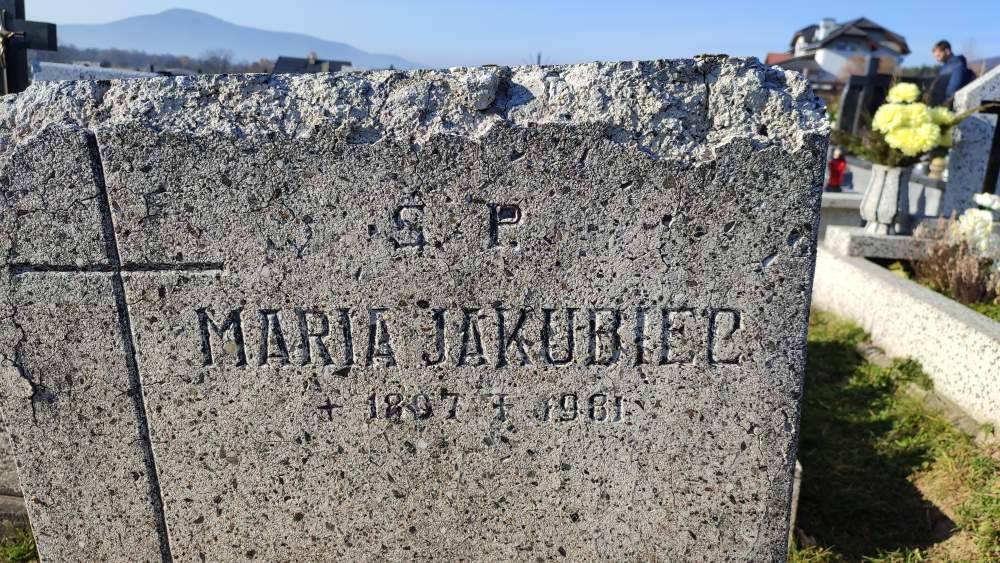 Ś. P.
MARIA JAKUBIEC
+ 1897 + 1981